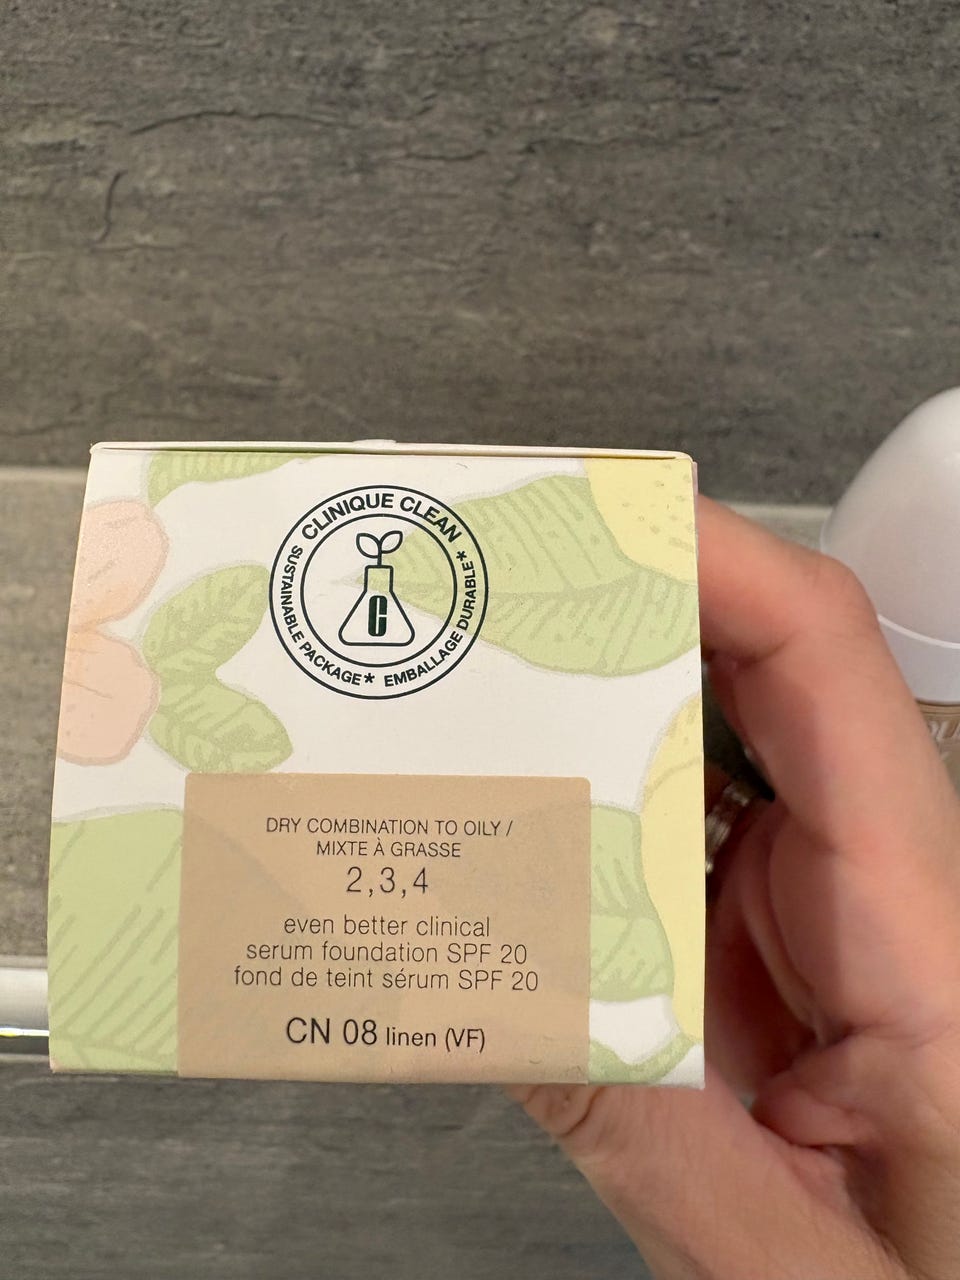 CLINIQUE CLEAN
SUSTAINABLE PACKAGE* EMBALLAGE DURABLE*
C
DRY COMBINATION TO OILY /
MIXTE À GRASSE
2,3,4
even better clinical
serum foundation SPF 20
fond de teint sérum SPF 20
CN 08 linen (VF)